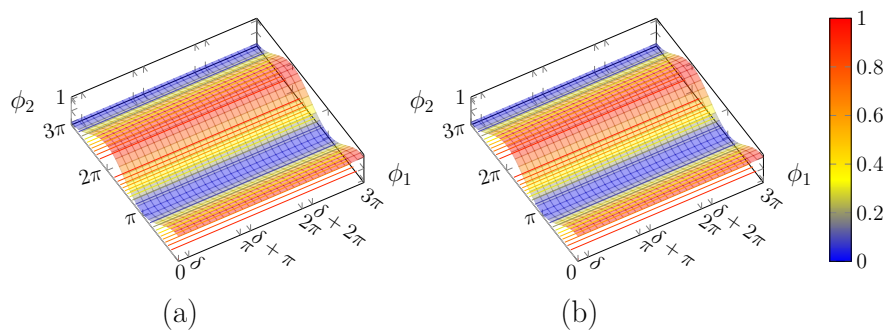 1
ϕ2
3π
2π
π
0
δ
π
δ + π
2π
δ + 2π
3π
ϕ1
(a)
1
ϕ2
3π
2π
π
0
δ
π
δ + π
2π
δ + 2π
3π
ϕ1
(b)
1
0.8
0.6
0.4
0.2
0